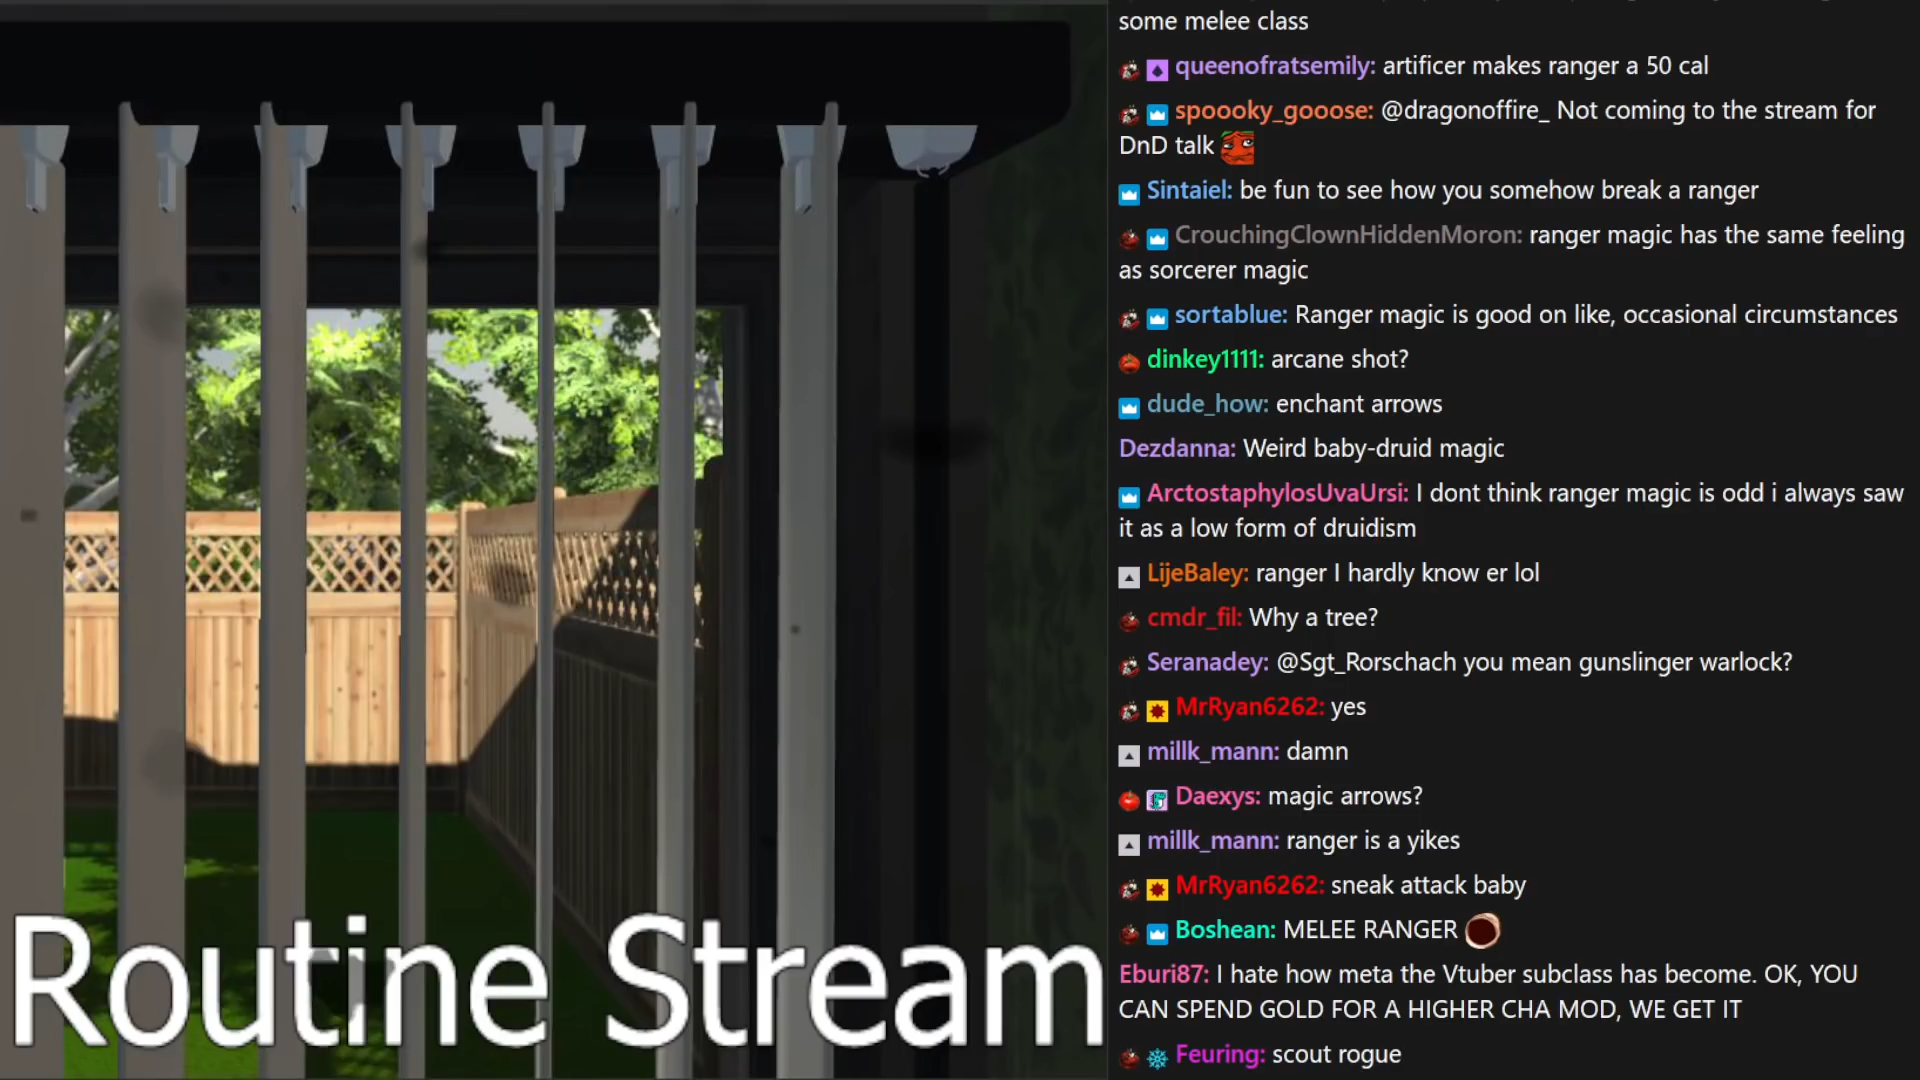 some melee class
queenofratsemily: artificer makes ranger a 50 cal
spoooky_gooose: @dragonoffire_ Not coming to the stream for
DnD talk
Sintaiel: be fun to see how you somehow break a ranger
CrouchingClownHiddenMoron: ranger magic has the same feeling
as sorcerer magic
sortablue: Ranger magic is good on like, occasional circumstances
dinkey1111: arcane shot?
dude_how: enchant arrows
Dezdanna: Weird baby-druid magic
ArctostaphylosUvaUrsi: I dont think ranger magic is odd i always saw
it as a low form of druidism
LijeBaley: ranger I hardly know er lol
cmdr_fil: Why a tree?
Seranadey: @Sgt_Rorschach you mean gunslinger warlock?
MrRyan6262: yes
millk_mann: damn
Daexys: magic arrows?
millk_mann: ranger is a yikes
MrRyan6262: sneak attack baby
Boshean: MELEE RANGER
Eburi87: I hate how meta the Vtuber subclass has become. OK, YOU
CAN SPEND GOLD FOR A HIGHER CHA MOD, WE GET IT
Feuring: scout rogue
Routine Stream